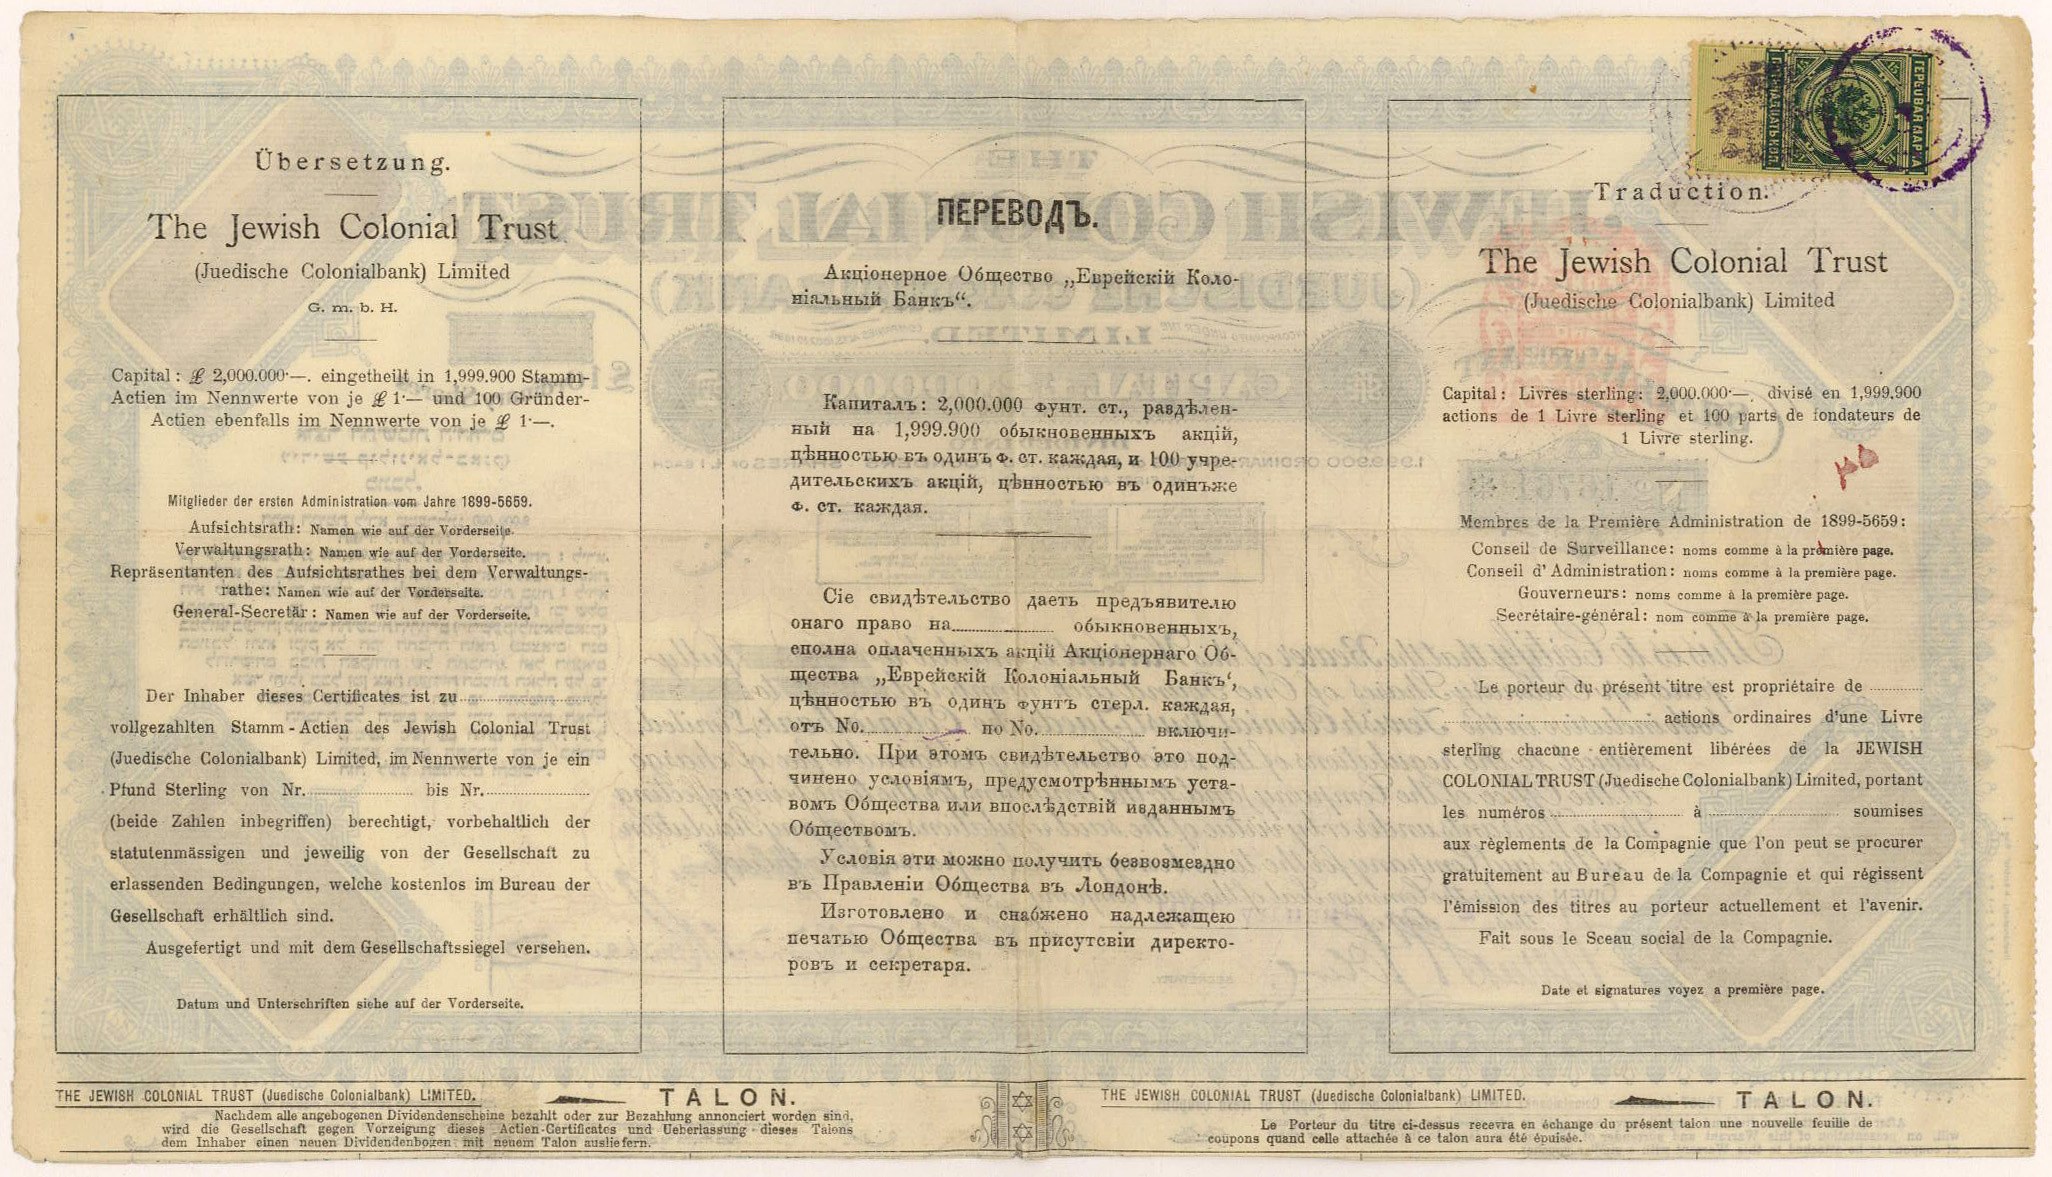 Übersetzung.
The Jewish Colonial Trust
(Juedische Colonialbank) Limited
G. m. b. H.
Capital: £ 2,000.000·—. eingetheilt in 1,999.900 Stamm-
Actien im Nennwerte von je £ 1·— und 100 Gründer-
Actien ebenfalls im Nennwerte von je £ 1·—.
Mitglieder der ersten Administration vom Jahre 1899-5659.
Aufsichtsrath: Namen wie auf der Vorderseite.
Verwaltungsrath: Namen wie auf der Vorderseite.
Repräsentanten des Aufsichtsrathes bei dem Verwaltungs-
rathe: Namen wie auf der Vorderseite.
General-Secretär: Namen wie auf der Vorderseite.
Der Inhaber dieses Certificates ist zu
vollgezahlten Stamm-Actien des Jewish Colonial Trust
(Juedische Colonialbank) Limited, im Nennwerte von je ein
Pfund Sterling von Nr. bis Nr.
(beide Zahlen inbegriffen) berechtigt, vorbehaltlich der
statutenmässigen und jeweilig von der Gesellschaft zu
erlassenden Bedingungen, welche kostenlos im Bureau der
Gesellschaft erhältlich sind.
Ausgefertigt und mit dem Gesellschaftssiegel versehen.
Datum und Unterschriften siehe auf der Vorderseite.
ПЕРЕВОДЪ.
Акціонерное Общество „Еврейскій Коло-
ніальный Банкъ“.
Капиталъ: 2,000.000 фунт. ст., раздѣлен-
ный на 1,999.900 обыкновенныхъ акцій,
цѣнностью въ одинъ ф. ст. каждая, и 100 учре-
дительскихъ акцій, цѣнностью въ одинъже
ф. ст. каждая.
Сіе свидѣтельство даетъ предъявителю
онаго право на обыкновенныхъ,
сполна оплаченныхъ акцій Акціонернаго Об-
щества „Еврейскій Колоніальный Банкъ‘,
цѣнностью въ одинъ фунтъ стерл. каждая,
отъ No. по No. включи-
тельно. При этомъ свидѣтельство это под-
чинено условіямъ, предусмотрѣннымъ уста-
вомъ Общества или впослѣдствій изданнымъ
Обществомъ.
Условія эти можно получить безвозмездно
въ Правленіи Общества въ Лондонѣ.
Изготовлено и снабжено надлежащею
печатью Общества въ присутсвіи директо-
ровъ и секретаря.
ГЕРБОВАЯ МАРКА
15
ПЯТНАДЦАТЬ КОП.
Traduction.
The Jewish Colonial Trust
(Juedische Colonialbank) Limited
Capital: Livres sterling: 2,000.000·—. divisé en 1,999.900
actions de 1 Livre sterling et 100 parts de fondateurs de
1 Livre sterling.
Membres de la Première Administration de 1899-5659:
Conseil de Surveillance: noms comme à la première page.
Conseil d'Administration: noms comme à la première page.
Gouverneurs: noms comme à la première page.
Secrétaire-général: nom comme à la première page.
Le porteur du présent titre est propriétaire de
actions ordinaires d'une Livre
sterling chacune entièrement libérées de la JEWISH
COLONIAL TRUST (Juedische Colonialbank) Limited, portant
les numéros à soumises
aux règlements de la Compagnie que l'on peut se procurer
gratuitement au Bureau de la Compagnie et qui régissent
l'émission des titres au porteur actuellement et l'avenir.
Fait sous le Sceau social de la Compagnie.
Date et signatures voyez a première page.
THE JEWISH COLONIAL TRUST (Juedische Colonialbank) LIMITED. TALON.
Nachdem alle angebogenen Dividendenscheine bezahlt oder zur Bezahlung annonciert worden sind,
wird die Gesellschaft gegen Vorzeigung dieses Actien-Certificates und Ueberlassung dieses Talons
dem Inhaber einen neuen Dividendenbogen mit neuem Talon ausliefern.
THE JEWISH COLONIAL TRUST (Juedische Colonialbank) LIMITED. TALON.
Le Porteur du titre ci-dessus recevra en échange du présent talon une nouvelle feuille de
coupons quand celle attachée à ce talon aura été épuisée.